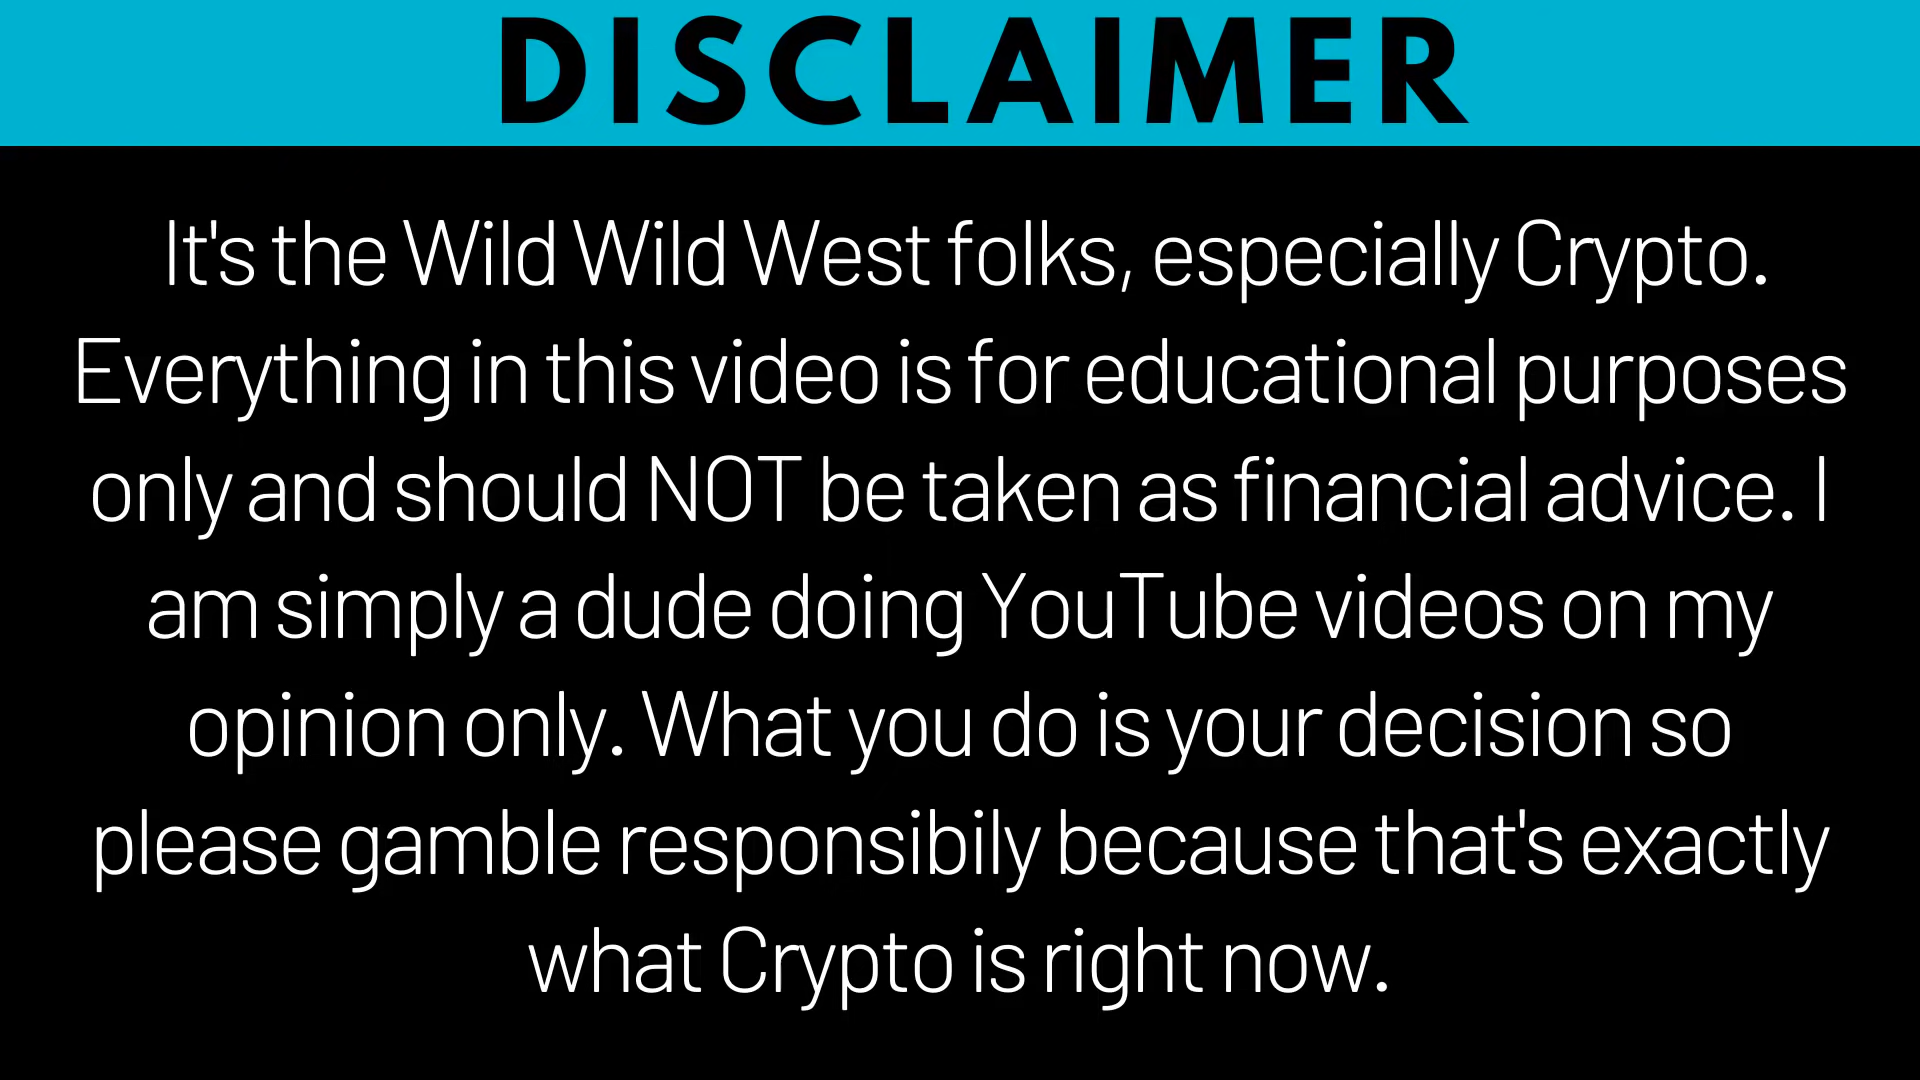 DISCLAIMER
It's the Wild Wild West folks, especially Crypto.
Everything in this video is for educational purposes
only and should NOT be taken as financial advice. I
am simply a dude doing YouTube videos on my
opinion only. What you do is your decision so
please gamble responsibily because that's exactly
what Crypto is right now.